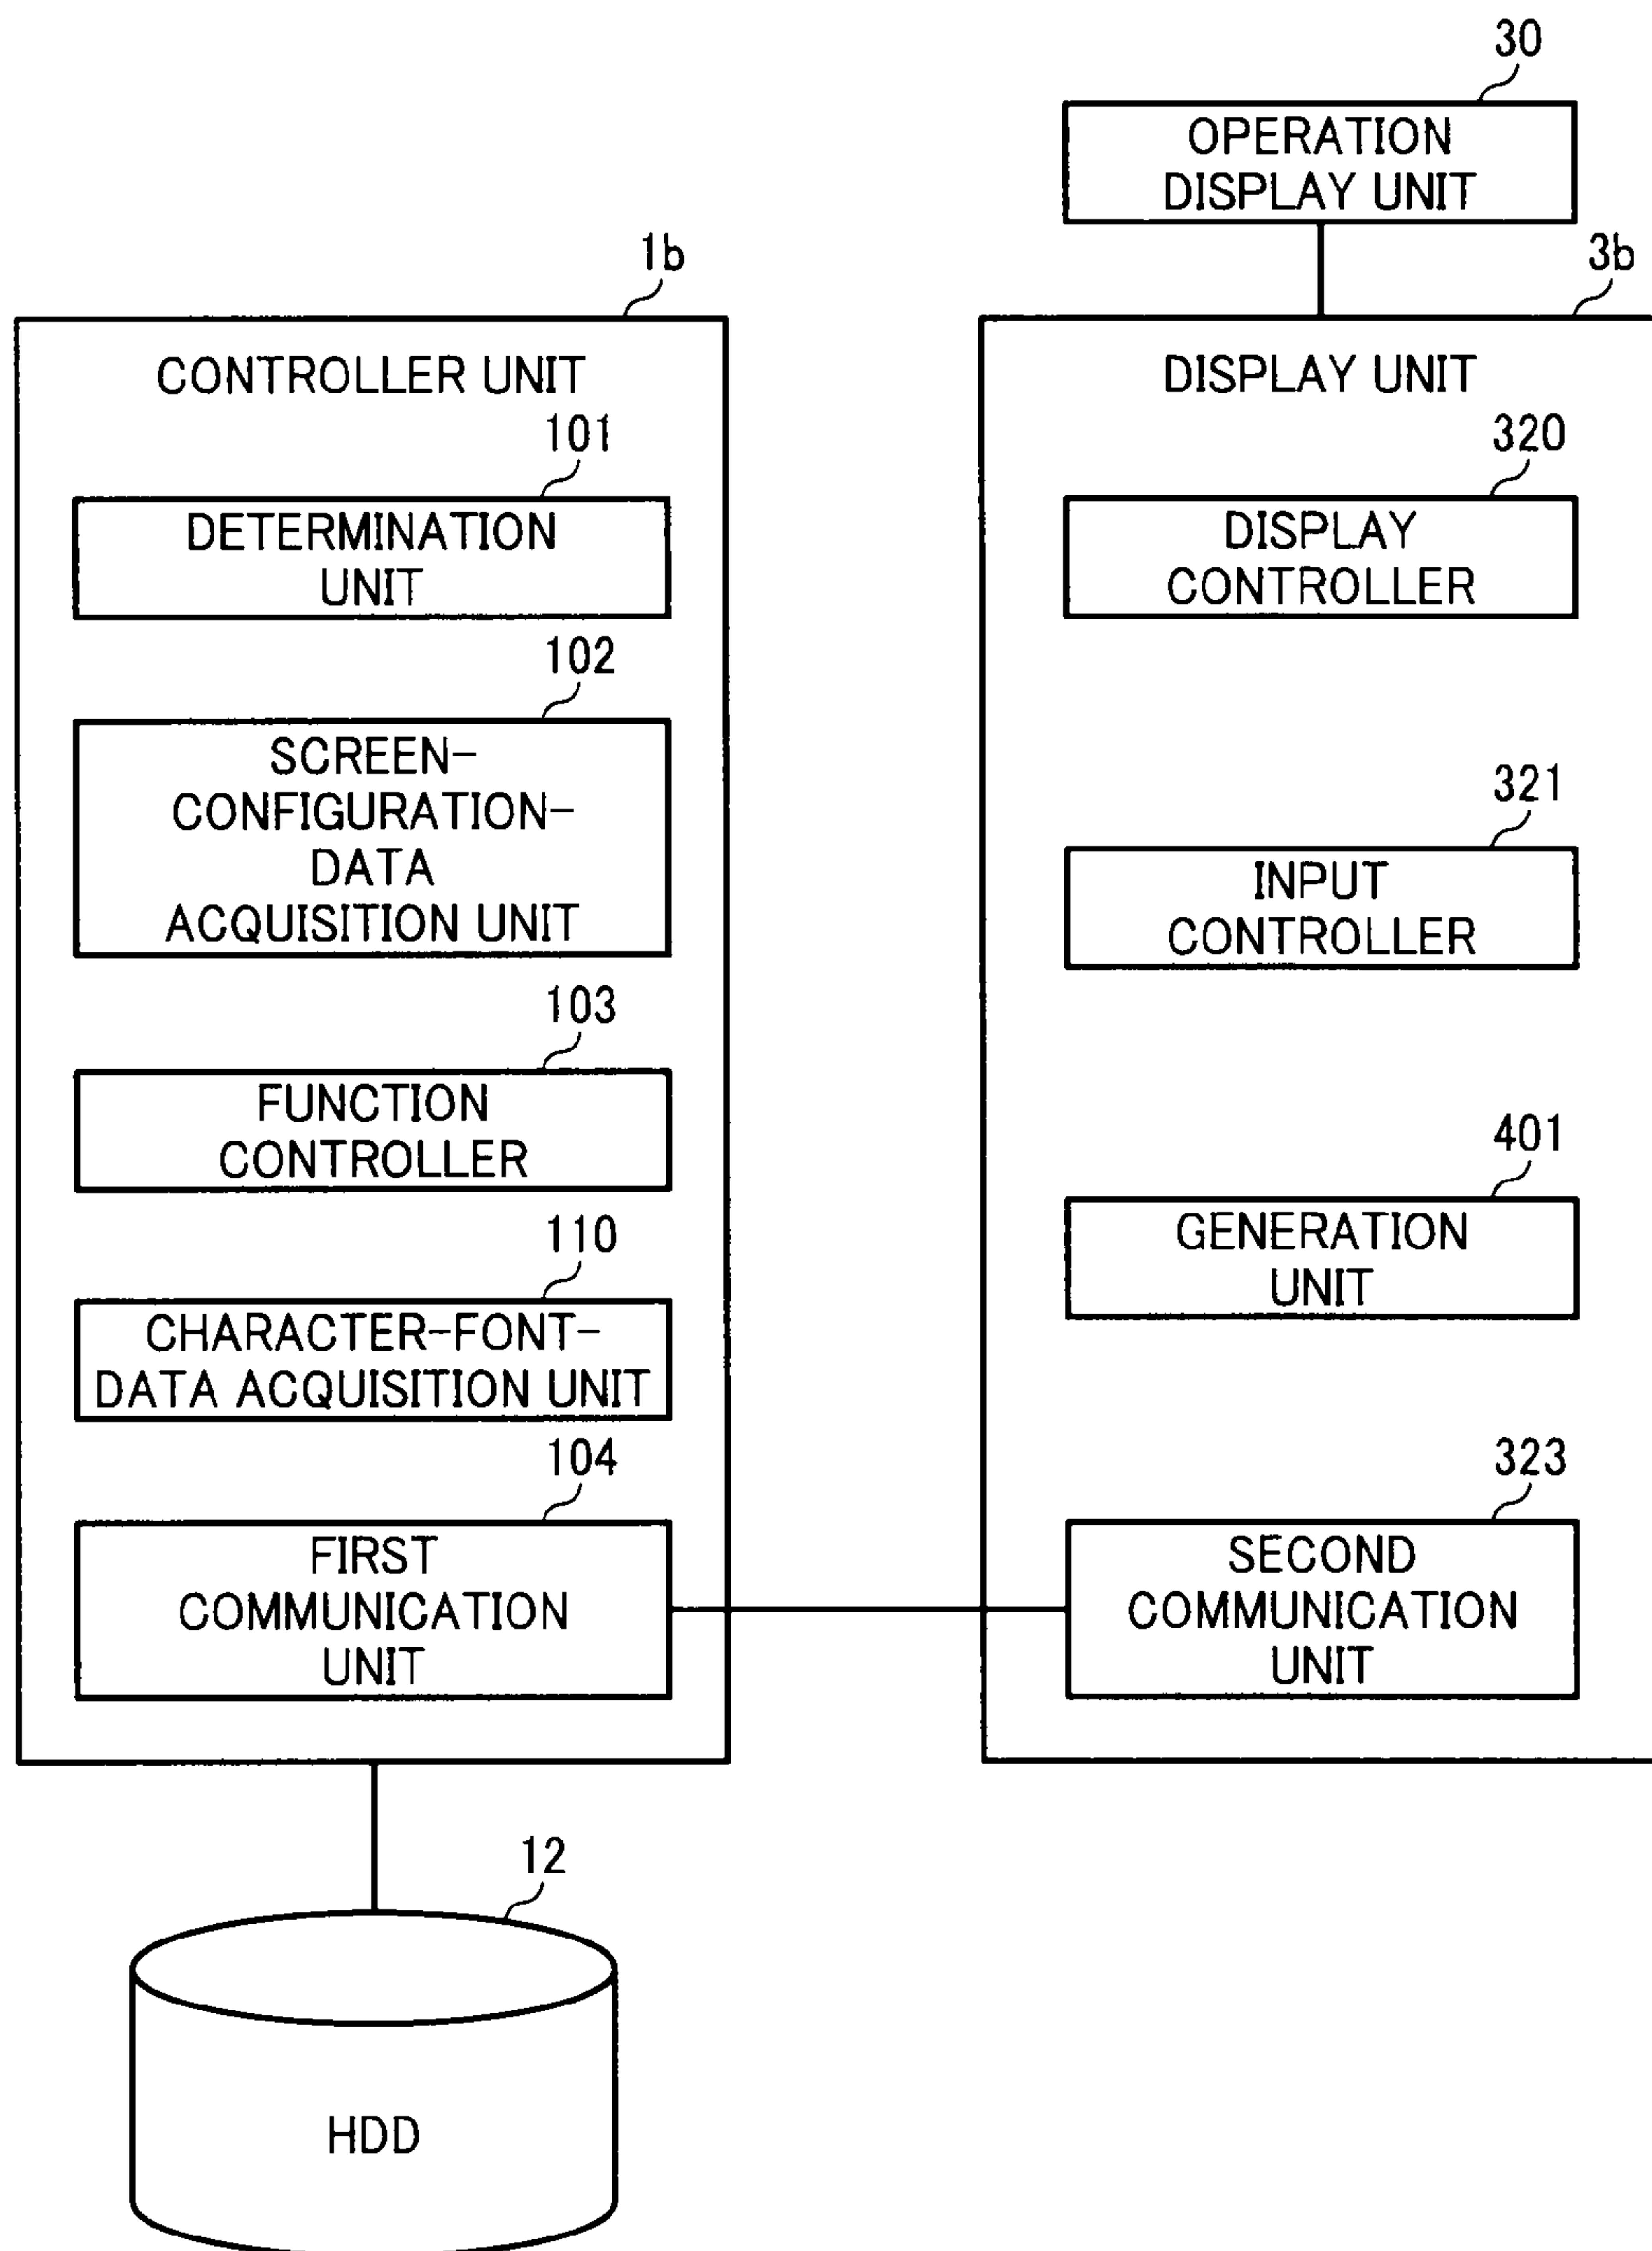 30
OPERATION
DISPLAY UNIT
1b
CONTROLLER UNIT
101
DETERMINATION
UNIT
102
SCREEN-
CONFIGURATION-
DATA
ACQUISITION UNIT
103
FUNCTION
CONTROLLER
110
CHARACTER-FONT-
DATA ACQUISITION UNIT
104
FIRST
COMMUNICATION
UNIT
12
HDD
3b
DISPLAY UNIT
320
DISPLAY
CONTROLLER
321
INPUT
CONTROLLER
401
GENERATION
UNIT
323
SECOND
COMMUNICATION
UNIT